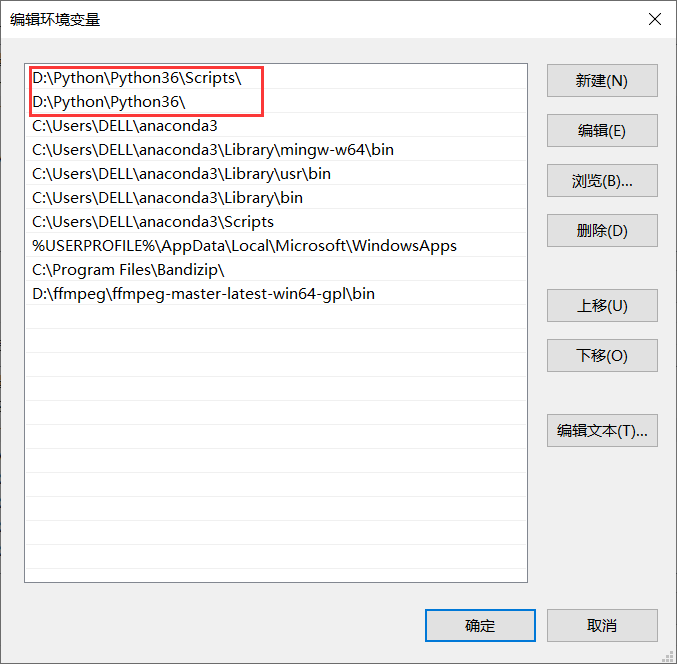 编辑环境变量
D:\Python\Python36\Scripts\
D:\Python\Python36\
C:\Users\DELL\anaconda3
C:\Users\DELL\anaconda3\Library\mingw-w64\bin
C:\Users\DELL\anaconda3\Library\usr\bin
C:\Users\DELL\anaconda3\Library\bin
C:\Users\DELL\anaconda3\Scripts
%USERPROFILE%\AppData\Local\Microsoft\WindowsApps
C:\Program Files\Bandizip\
D:\ffmpeg\ffmpeg-master-latest-win64-gpl\bin
新建(N)
编辑(E)
浏览(B)...
删除(D)
上移(U)
下移(O)
编辑文本(T)...
确定
取消